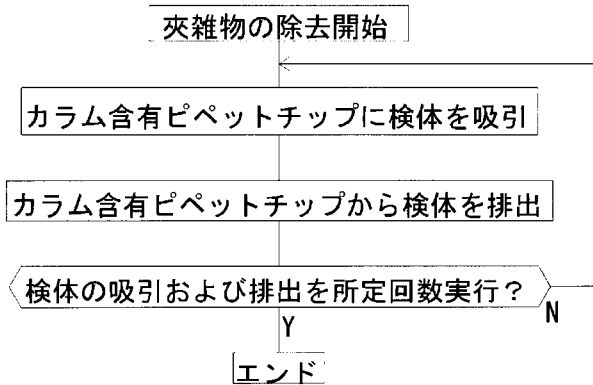 夾雑物の除去開始
カラム含有ピペットチップに検体を吸引
カラム含有ピペットチップから検体を排出
検体の吸引および排出を所定回数実行？
N
Y
エンド